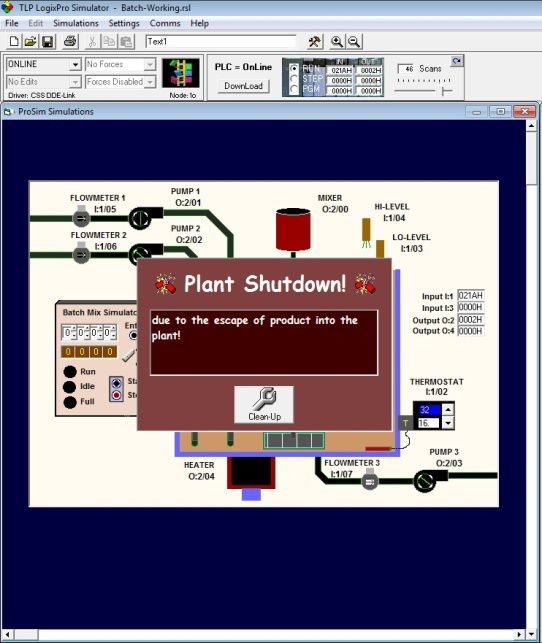 TLP LogixPro Simulator - Batch-Working.rsl
File Edit Simulations Settings Comms Help
Text1
ONLINE
No Forces
No Edits
Forces Disabled
Driver: CSS DDE-Link
Node: 1o
PLC = OnLine
DownLoad
RUN
STEP
PGM
IN OUT
021AH 0002H
0000H 0000H
0000H 0000H
46 Scans
ProSim Simulations
FLOWMETER 1
I:1/05
PUMP 1
O:2/01
FLOWMETER 2
I:1/06
PUMP 2
O:2/02
MIXER
O:2/00
HI-LEVEL
I:1/04
LO-LEVEL
I:1/03
Plant Shutdown!
due to the escape of product into the
plant!
Clean-Up
Batch Mix Simulato
Ent
0 0 0 0
0 0 0 0
Run
Idle
Full
Sta
Sto
Input I:1 021AH
Input I:3 0000H
Output O:2 0002H
Output O:4 0000H
THERMOSTAT
I:1/02
32
16.
T
HEATER
O:2/04
FLOWMETER 3
I:1/07
PUMP 3
O:2/03